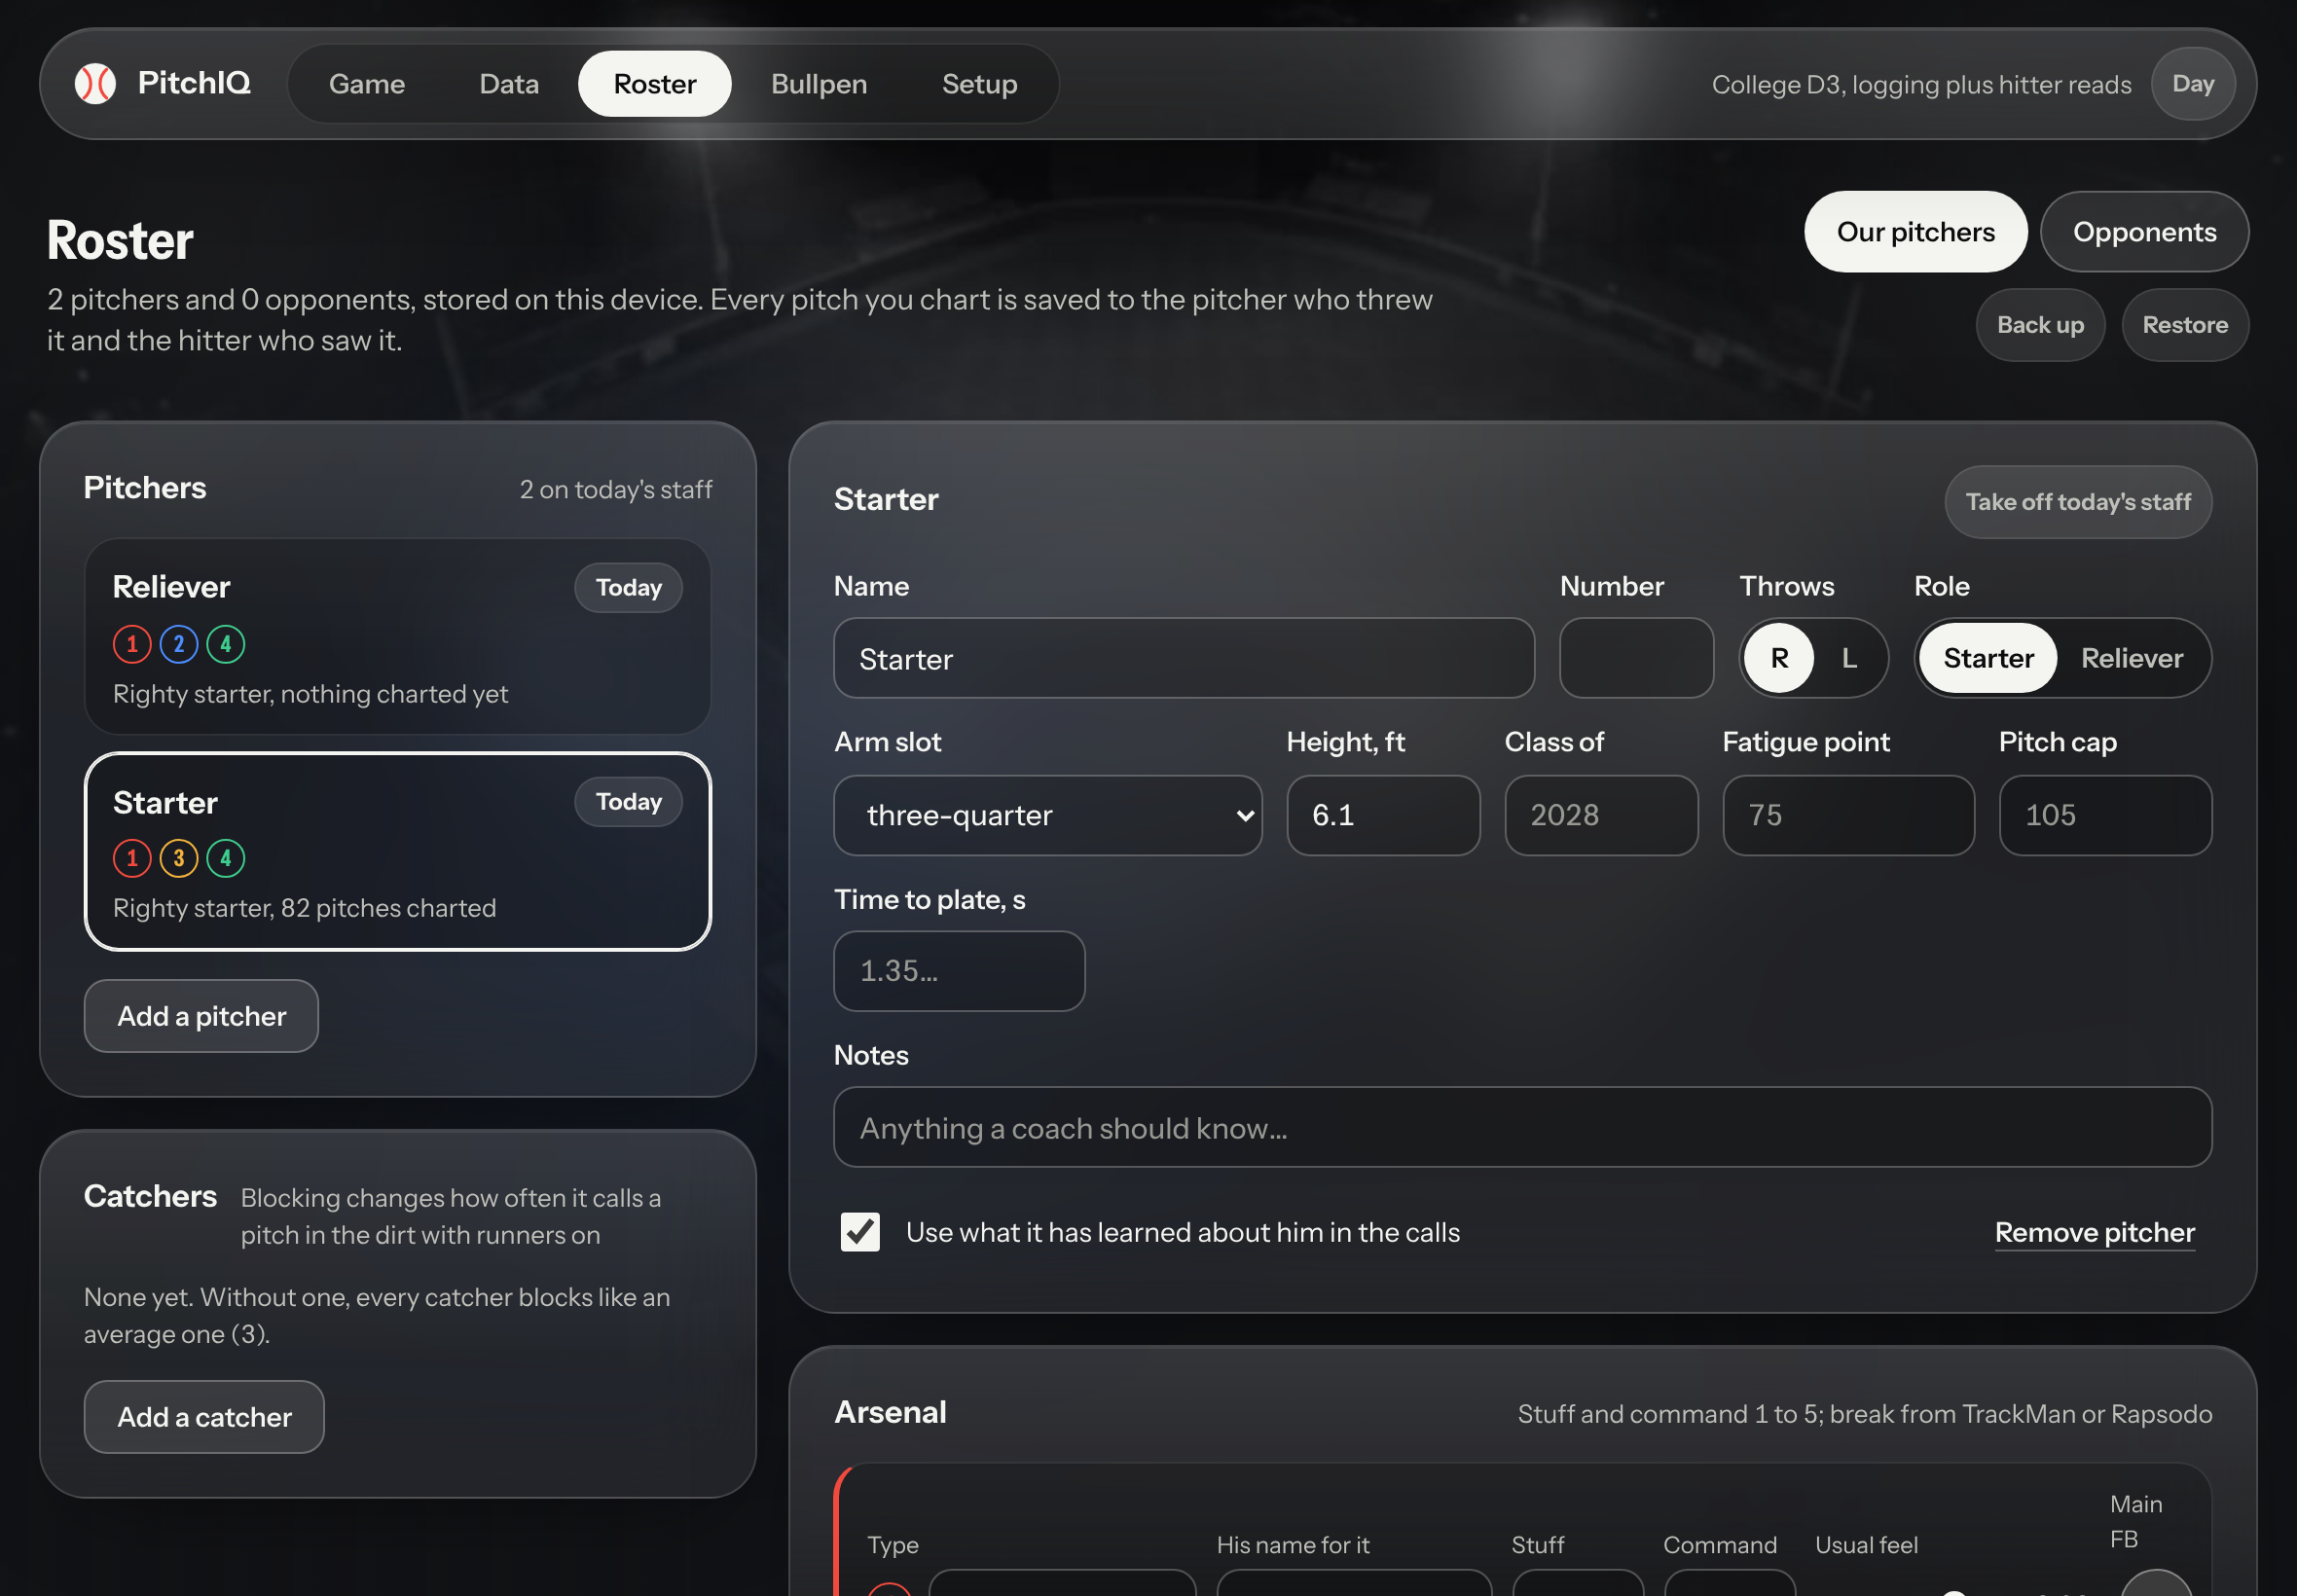 PitchIQ
Game
Data
Roster
Bullpen
Setup
College D3, logging plus hitter reads
Day
Roster
2 pitchers and 0 opponents, stored on this device. Every pitch you chart is saved to the pitcher who threw
it and the hitter who saw it.
Our pitchers
Opponents
Back up
Restore
Pitchers
2 on today's staff
Reliever
Today
1 2 4
Righty starter, nothing charted yet
Starter
Today
1 3 4
Righty starter, 82 pitches charted
Add a pitcher
Catchers
Blocking changes how often it calls a
pitch in the dirt with runners on
None yet. Without one, every catcher blocks like an
average one (3).
Add a catcher
Starter
Take off today's staff
Name
Number
Throws
Role
Starter
R
L
Starter
Reliever
Arm slot
Height, ft
Class of
Fatigue point
Pitch cap
three-quarter
6.1
2028
75
105
Time to plate, s
1.35...
Notes
Anything a coach should know...
Use what it has learned about him in the calls
Remove pitcher
Arsenal
Stuff and command 1 to 5; break from TrackMan or Rapsodo
Type
His name for it
Stuff
Command
Usual feel
Main
FB